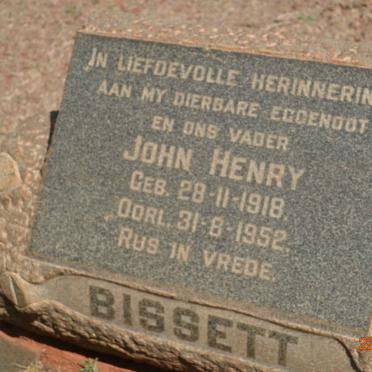 IN LIEFDEVOLLE HERINNERIN
AAN MY DIERBARE EGGENOOT
EN ONS VADER
JOHN HENRY
GEB. 28-11-1918.
OORL. 31-8-1952.
RUS IN VREDE.
BISSETT